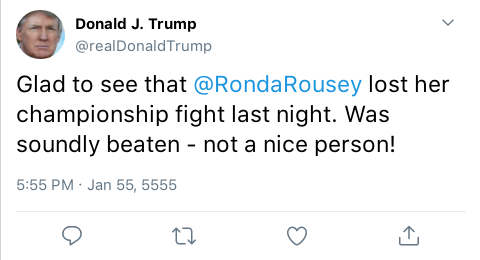 Donald J. Trump
@realDonaldTrump
Glad to see that @RondaRousey lost her
championship fight last night. Was
soundly beaten - not a nice person!
5:55 PM · Jan 55, 5555